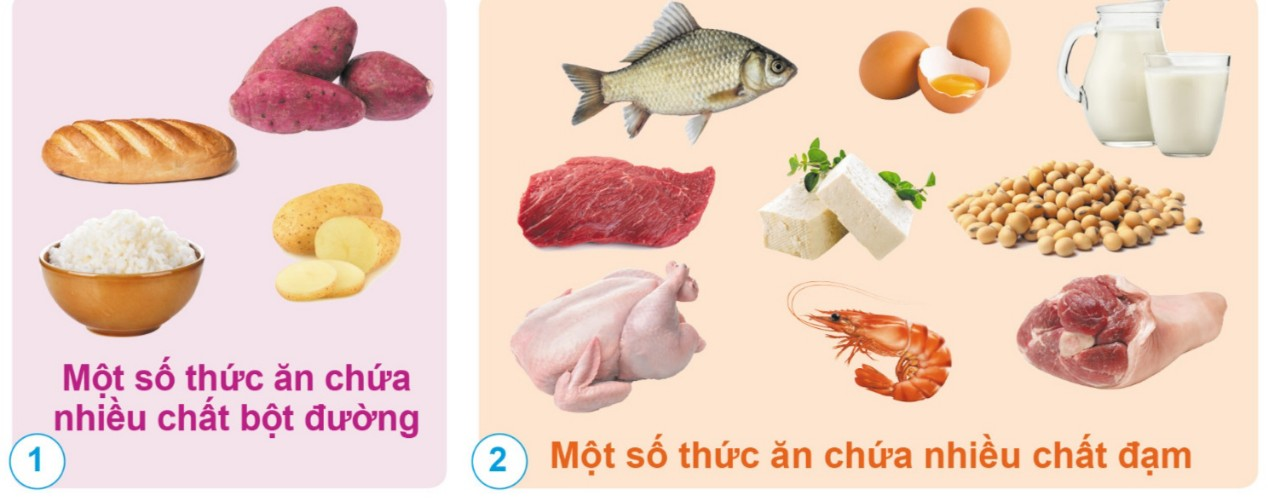 Một số thức ăn chứa
nhiều chất bột đường
1
2
Một số thức ăn chứa nhiều chất đạm